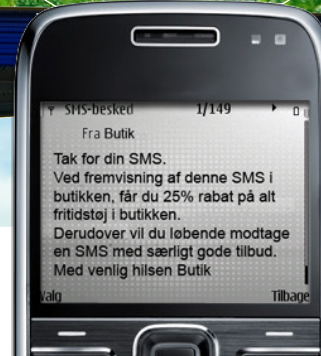 SMS-besked 1/149
Fra Butik
Tak for din SMS.
Ved fremvisning af denne SMS i
butikken, får du 25% rabat på alt
fritidstøj i butikken.
Derudover vil du løbende modtage
en SMS med særligt gode tilbud.
Med venlig hilsen Butik
Valg Tilbage